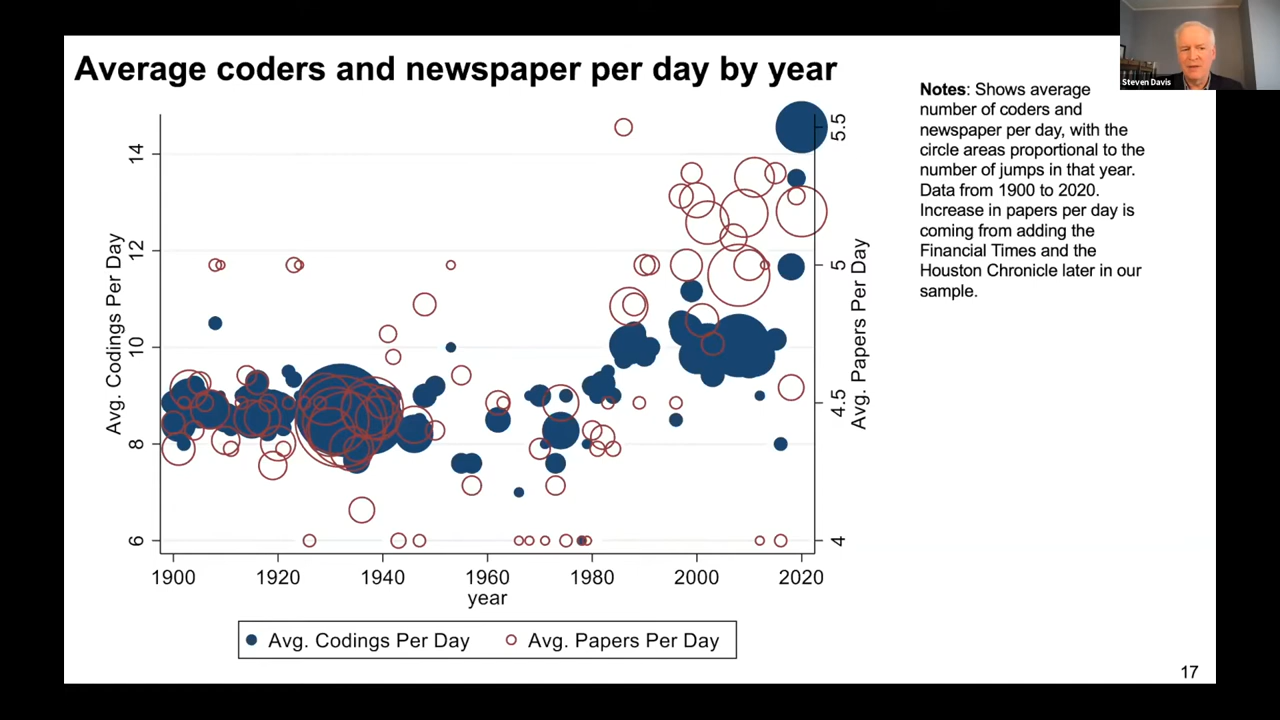 Average coders and newspaper per day by year
Steven Davis
Notes: Shows average
number of coders and
newspaper per day, with the
circle areas proportional to the
number of jumps in that year.
Data from 1900 to 2020.
Increase in papers per day is
coming from adding the
Financial Times and the
Houston Chronicle later in our
sample.
Avg. Codings Per Day
14
12
10
8
6
5.5
5
4.5
4
Avg. Papers Per Day
1900 1920 1940 1960 1980 2000 2020
year
Avg. Codings Per Day Avg. Papers Per Day
17